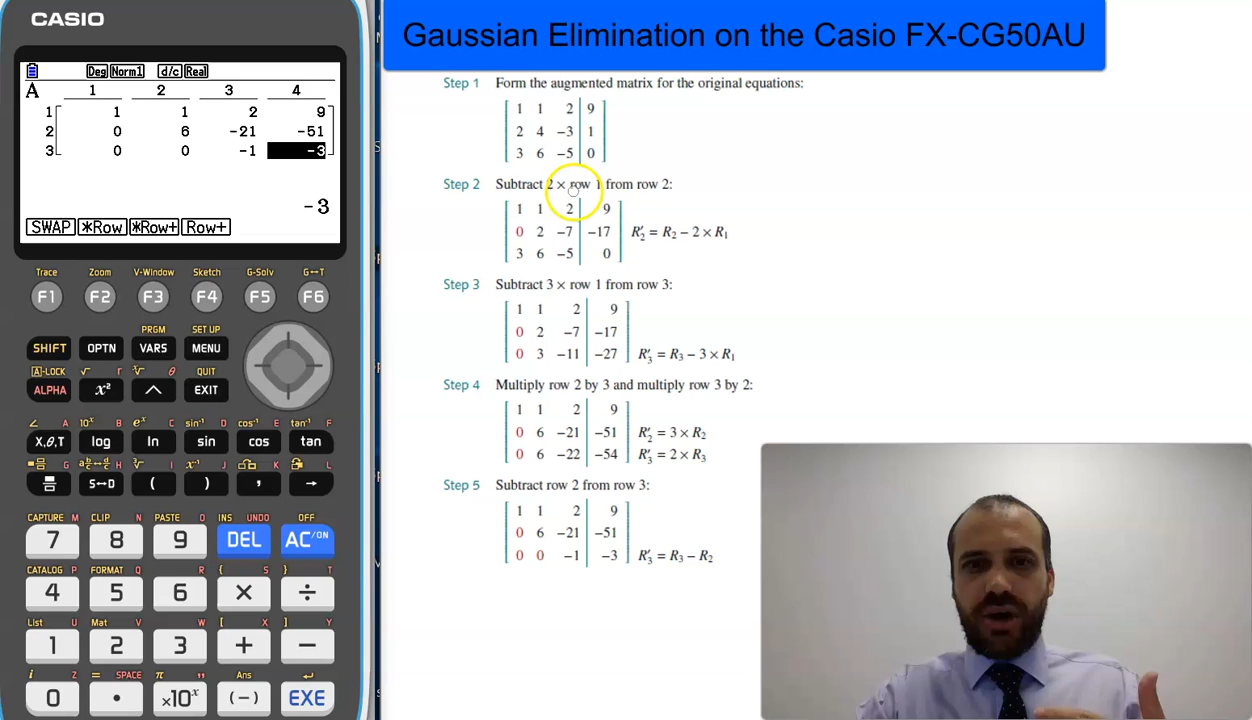 CASIO
Gaussian Elimination on the Casio FX-CG50AU
Deg Norm1 d/c Real
A 1 2 3 4
1 1 1 2 9
2 0 6 -21 -51
3 0 0 -1 -3
-3
SWAP ×Row ×Row+ Row+
Trace Zoom V-Window Sketch G-Solv G↔T
F1 F2 F3 F4 F5 F6
PRGM SET UP
SHIFT OPTN VARS MENU
A-LOCK √ r ˣ√ θ QUIT
ALPHA x² ^ EXIT
∠ A 10ˣ B eˣ C sin⁻¹ D cos⁻¹ E tan⁻¹ F
X,θ,T log ln sin cos tan
G a b/c↔d/c H ³√ I x⁻¹ J K L
S↔D ( ) , →
CAPTURE M CLIP N PASTE O INS UNDO OFF
7 8 9 DEL AC/ON
CATALOG P FORMAT Q R { S } T
4 5 6 × ÷
List U Mat V W [ X ] Y
1 2 3 + −
i Z = SPACE π " Ans
0 • ×10ˣ (−) EXE
Step 1 Form the augmented matrix for the original equations:
1 1 2 9
2 4 −3 1
3 6 −5 0
Step 2 Subtract 2 × row 1 from row 2:
1 1 2 9
0 2 −7 −17 R′₂ = R₂ − 2 × R₁
3 6 −5 0
Step 3 Subtract 3 × row 1 from row 3:
1 1 2 9
0 2 −7 −17
0 3 −11 −27 R′₃ = R₃ − 3 × R₁
Step 4 Multiply row 2 by 3 and multiply row 3 by 2:
1 1 2 9
0 6 −21 −51 R′₂ = 3 × R₂
0 6 −22 −54 R′₃ = 2 × R₃
Step 5 Subtract row 2 from row 3:
1 1 2 9
0 6 −21 −51
0 0 −1 −3 R′₃ = R₃ − R₂